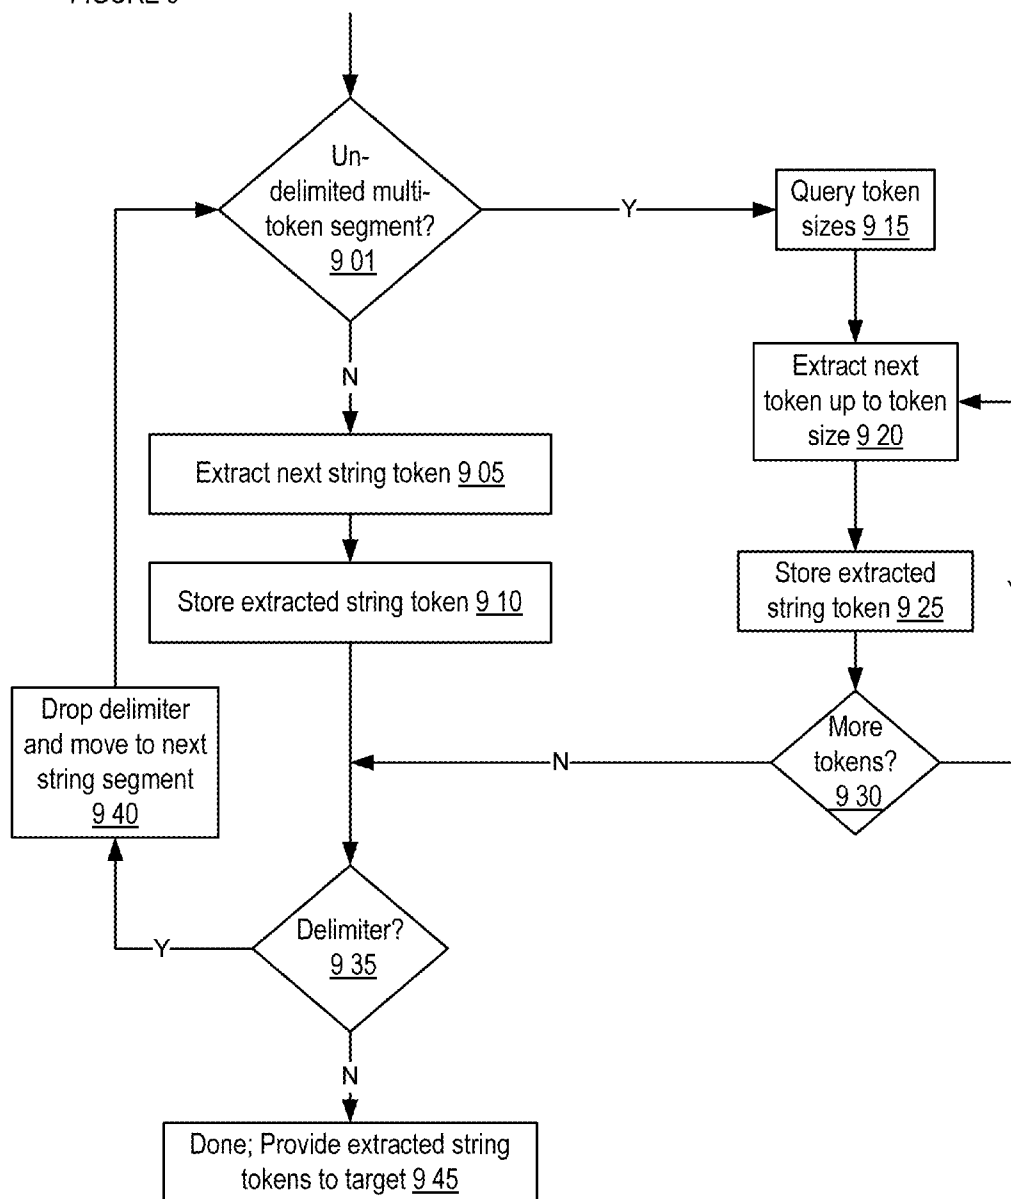 Un-
delimited multi-
token segment?
9 01
Y
Query token
sizes 9 15
N
Extract next
token up to token
size 9 20
Extract next string token 9 05
Store extracted string token 9 10
Store extracted
string token 9 25
Drop delimiter
and move to next
string segment
9 40
More
tokens?
9 30
N
Delimiter?
9 35
Y
N
Done; Provide extracted string
tokens to target 9 45